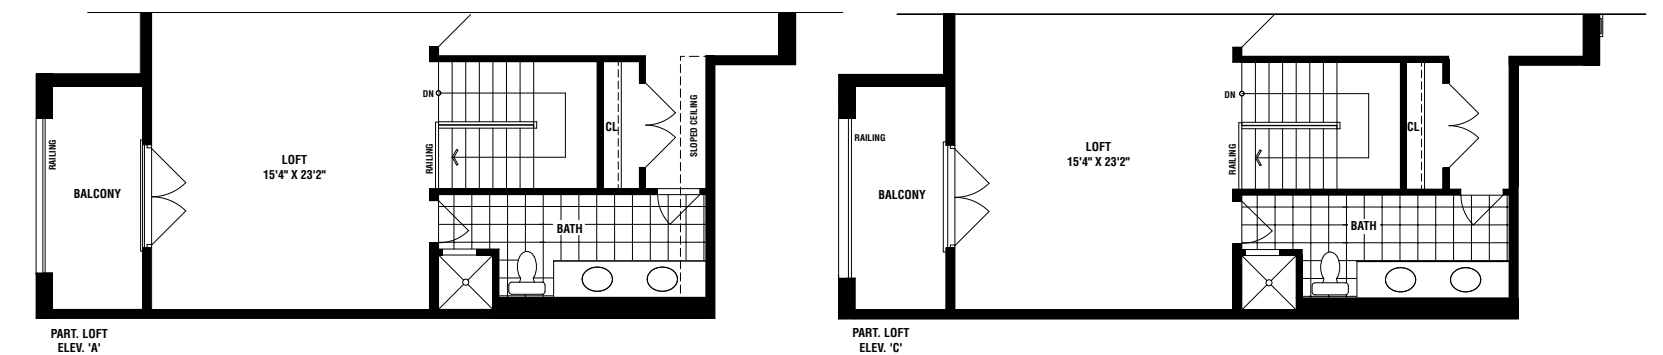 DN
CL
SLOPED CEILING
RAILING
RAILING
LOFT
15'4" X 23'2"
BALCONY
BATH
PART. LOFT
ELEV. 'A'
DN
CL
RAILING
RAILING
LOFT
15'4" X 23'2"
BALCONY
BATH
PART. LOFT
ELEV. 'C'